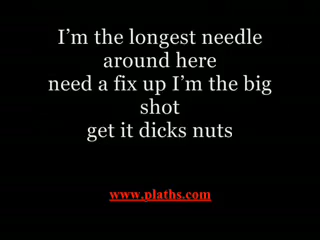 I’m the longest needle
around here
need a fix up I’m the big
shot
get it dicks nuts
www.plaths.com